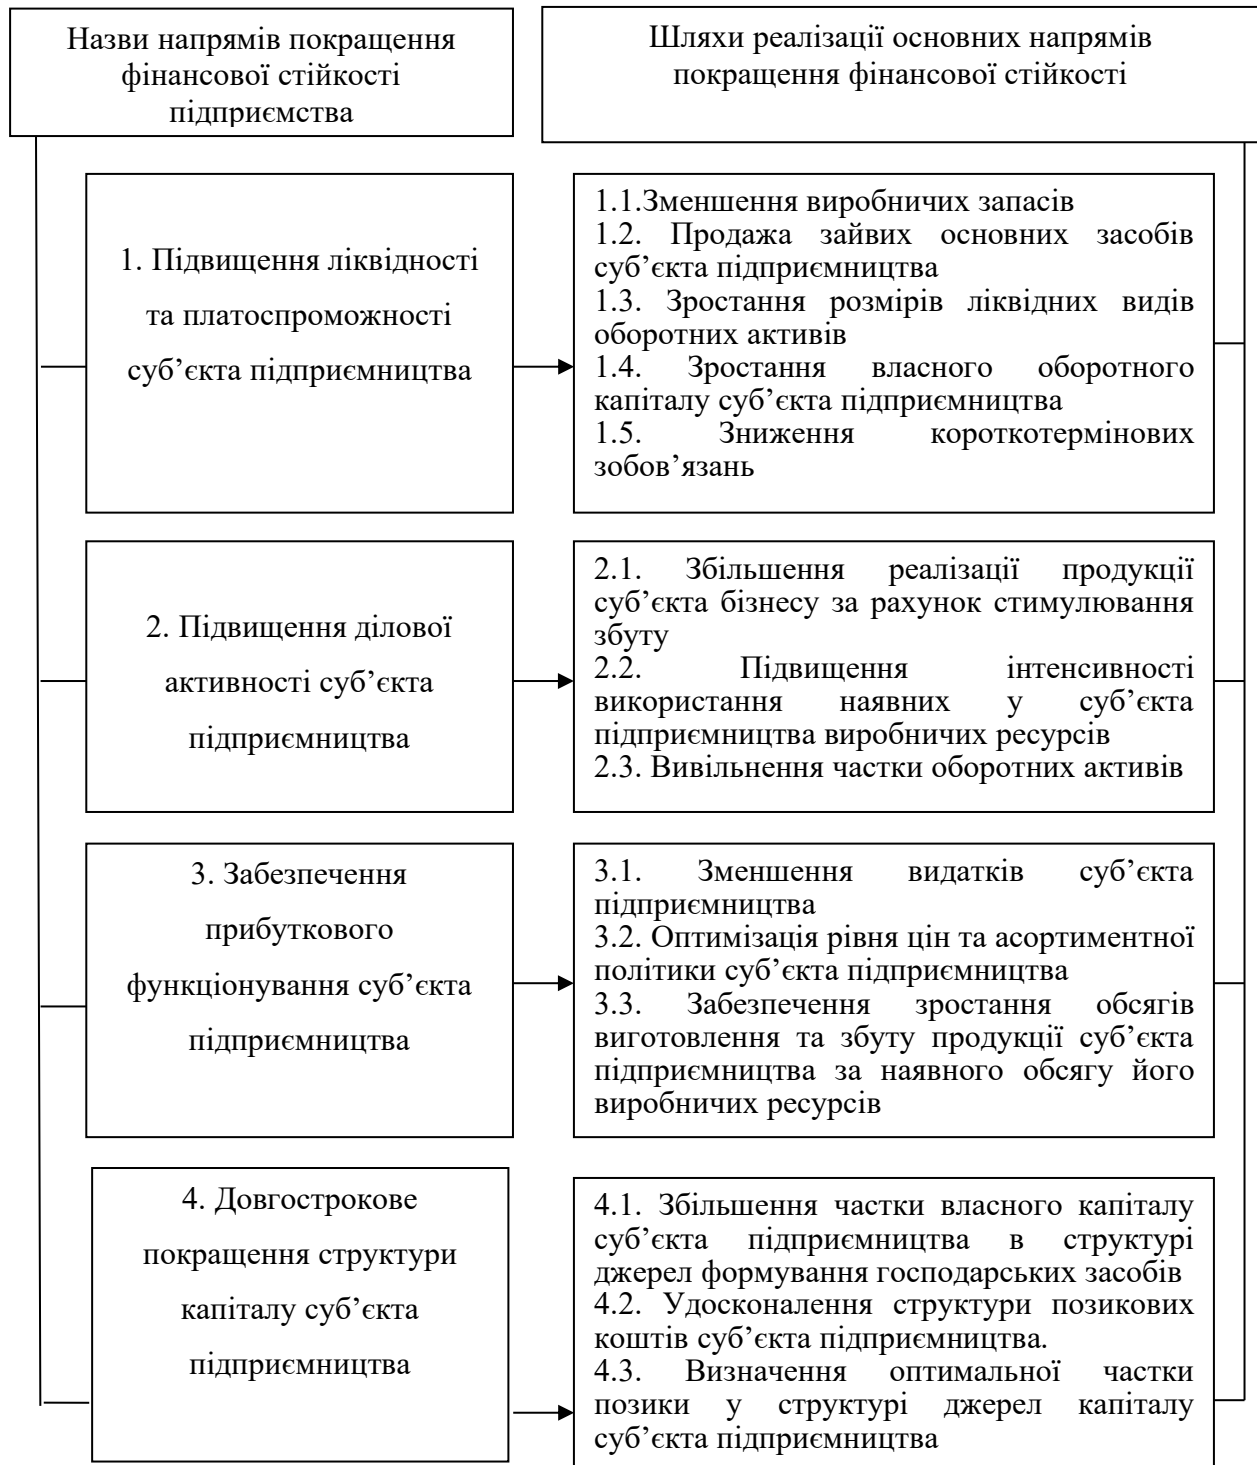 Назви напрямів покращення
фінансової стійкості
підприємства
Шляхи реалізації основних напрямів
покращення фінансової стійкості
1. Підвищення ліквідності
та платоспроможності
суб’єкта підприємництва
1.1.Зменшення виробничих запасів
1.2. Продажа зайвих основних засобів
суб’єкта підприємництва
1.3. Зростання розмірів ліквідних видів
оборотних активів
1.4. Зростання власного оборотного
капіталу суб’єкта підприємництва
1.5. Зниження короткотермінових
зобов’язань
2. Підвищення ділової
активності суб’єкта
підприємництва
2.1. Збільшення реалізації продукції
суб’єкта бізнесу за рахунок стимулювання
збуту
2.2. Підвищення інтенсивності
використання наявних у суб’єкта
підприємництва виробничих ресурсів
2.3. Вивільнення частки оборотних активів
3. Забезпечення
прибуткового
функціонування суб’єкта
підприємництва
3.1. Зменшення видатків суб’єкта
підприємництва
3.2. Оптимізація рівня цін та асортиментної
політики суб’єкта підприємництва
3.3. Забезпечення зростання обсягів
виготовлення та збуту продукції суб’єкта
підприємництва за наявного обсягу його
виробничих ресурсів
4. Довгострокове
покращення структури
капіталу суб’єкта
підприємництва
4.1. Збільшення частки власного капіталу
суб’єкта підприємництва в структурі
джерел формування господарських засобів
4.2. Удосконалення структури позикових
коштів суб’єкта підприємництва.
4.3. Визначення оптимальної частки
позики у структурі джерел капіталу
суб’єкта підприємництва